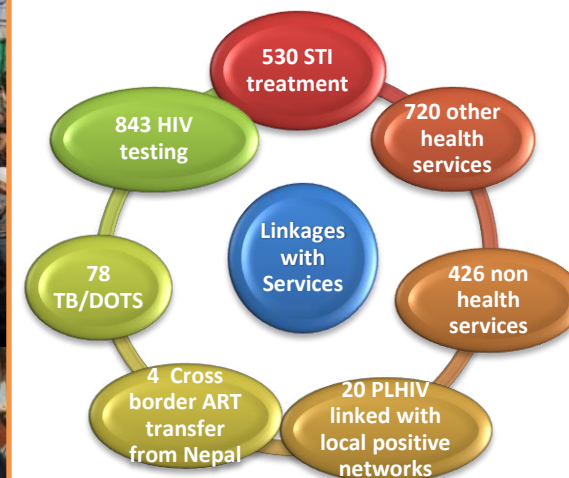 530 STI
treatment
720 other
health
services
426 non
health
services
20 PLHIV
linked with
local positive
networks
4 Cross
border ART
transfer
from Nepal
78
TB/DOTS
843 HIV
testing
Linkages
with
Services